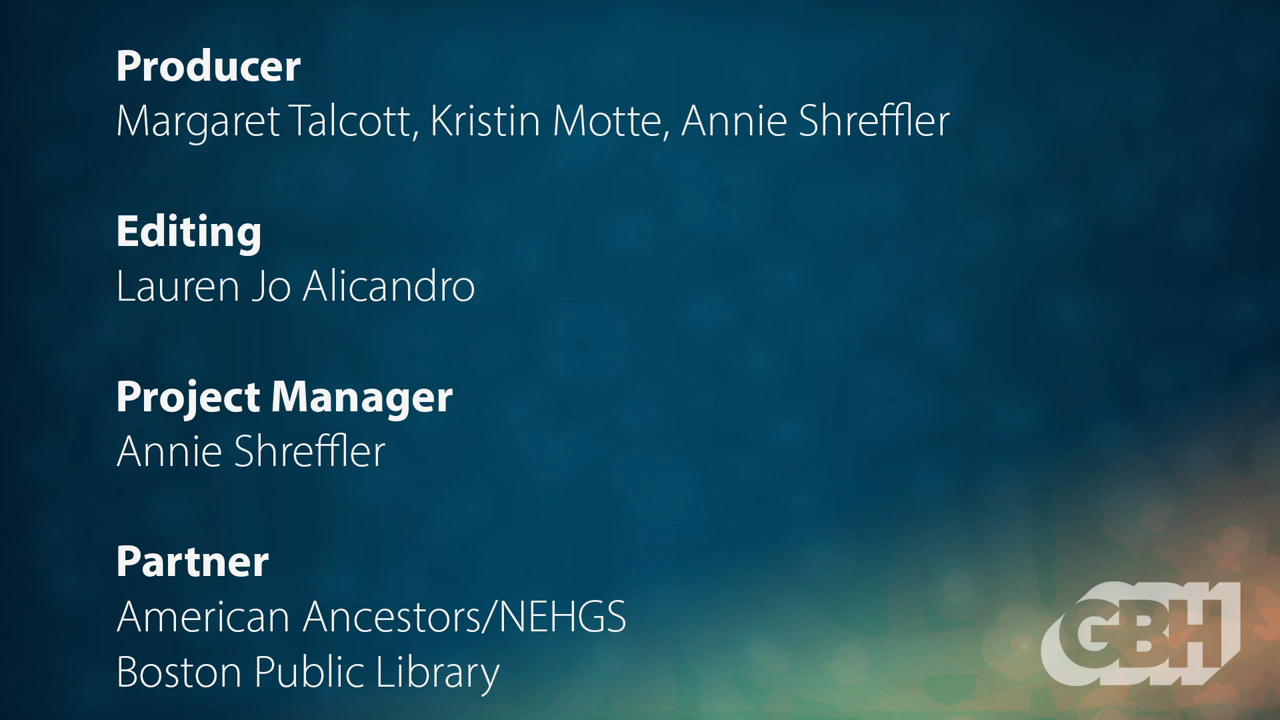 Producer
Margaret Talcott, Kristin Motte, Annie Shreffler
Editing
Lauren Jo Alicandro
Project Manager
Annie Shreffler
Partner
American Ancestors/NEHGS
Boston Public Library
GBH